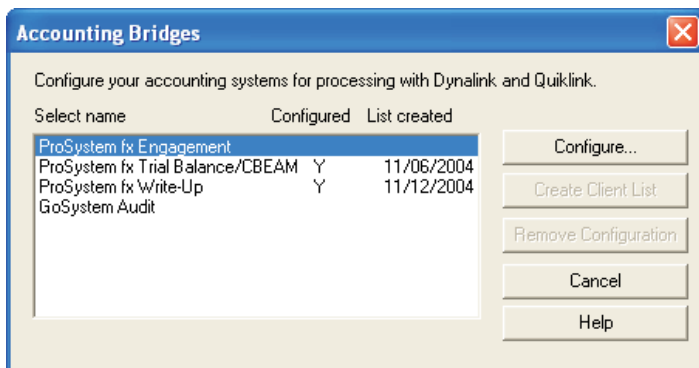 Accounting Bridges
Configure your accounting systems for processing with Dynalink and Quiklink.
Select name Configured List created
ProSystem fx Engagement
ProSystem fx Trial Balance/CBEAM Y 11/06/2004
ProSystem fx Write-Up Y 11/12/2004
GoSystem Audit
Configure...
Create Client List
Remove Configuration
Cancel
Help